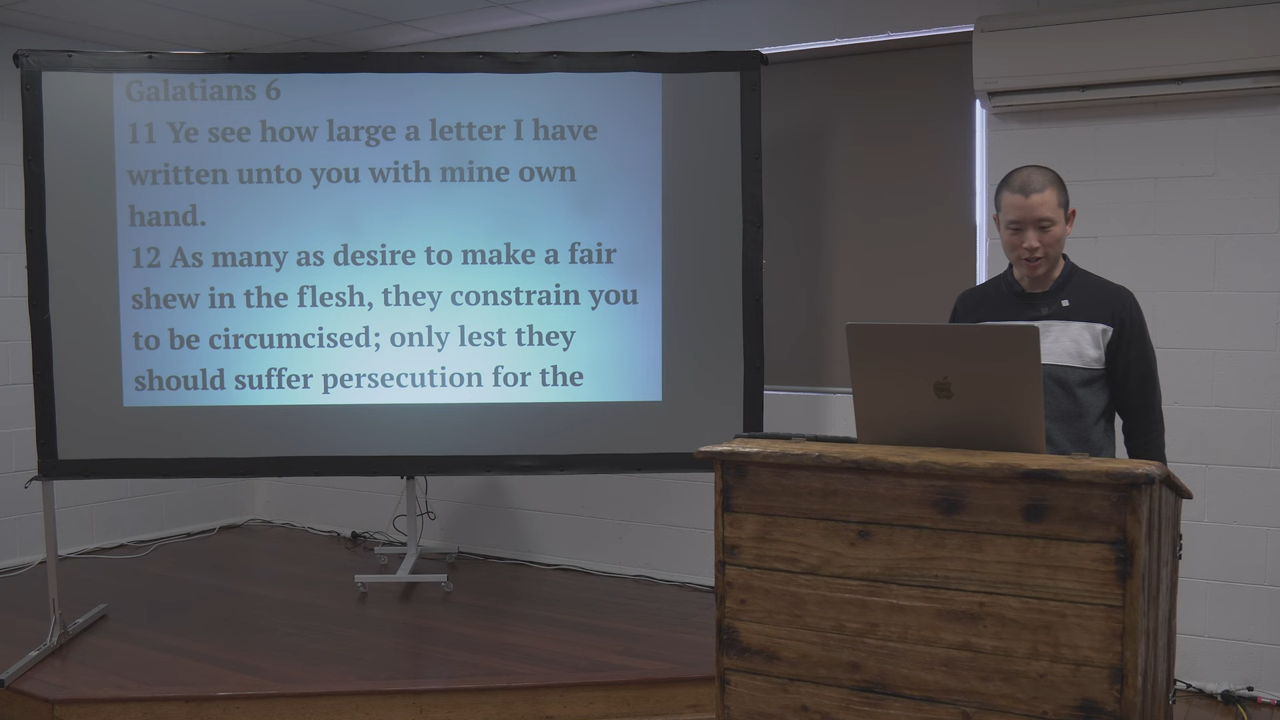 Galatians 6
11 Ye see how large a letter I have
written unto you with mine own
hand.
12 As many as desire to make a fair
shew in the flesh, they constrain you
to be circumcised; only lest they
should suffer persecution for the